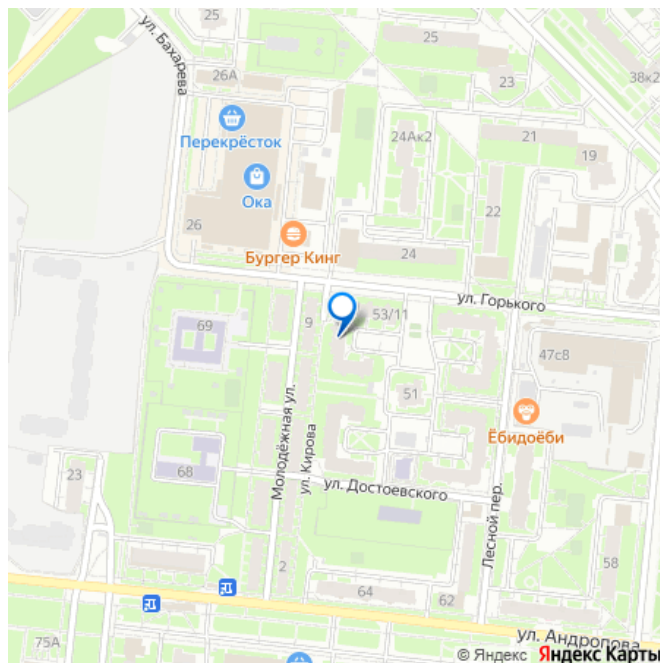 25
25
ул. Бахарева
26А
23
38к2
Перекрёсток
24Ак2
21
19
Ока
22
26
Бургер Кинг
24
ул. Горького
53/11
9
69
47с8
51
Ёбидоёби
Молодёжная ул.
ул. Кирова
23
68
ул. Достоевского
Лесной пер.
2
64
62
58
75А
ул. Андропова
© Яндекс Яндекс Карты